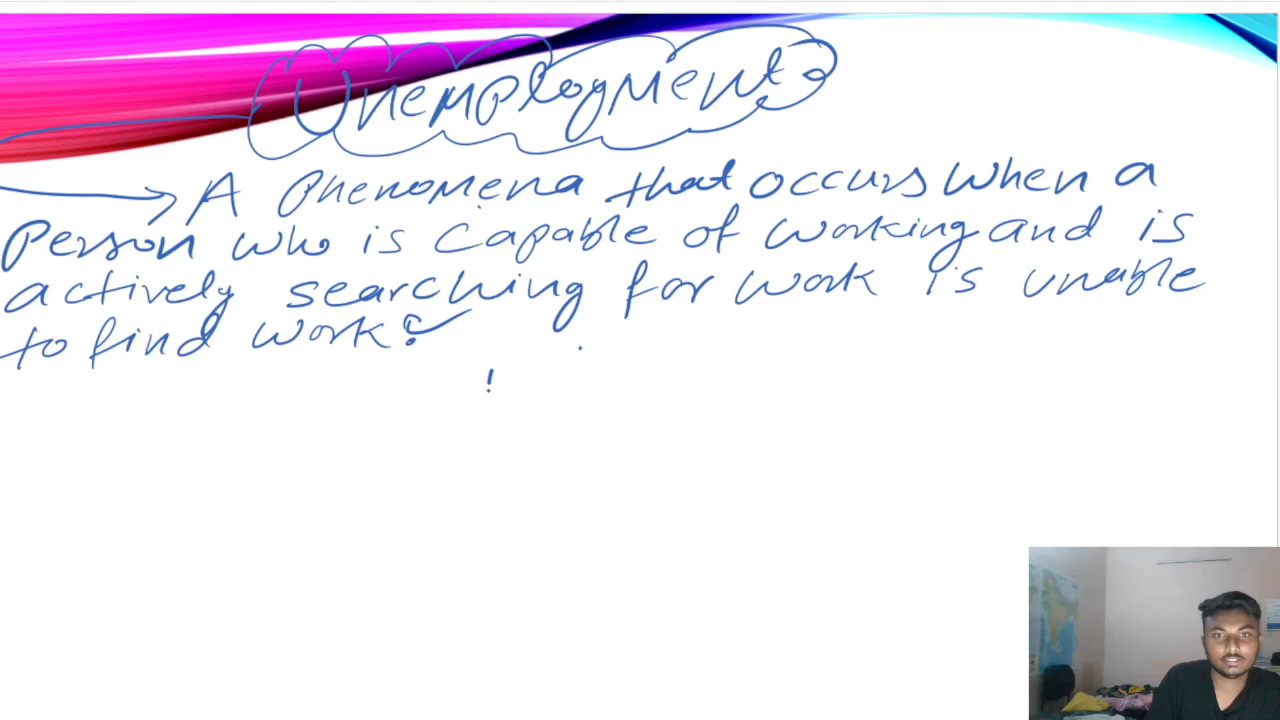 Unemployment
A Phenomena that occurs when a
Person who is capable of working and is
actively searching for work is unable
to find work.